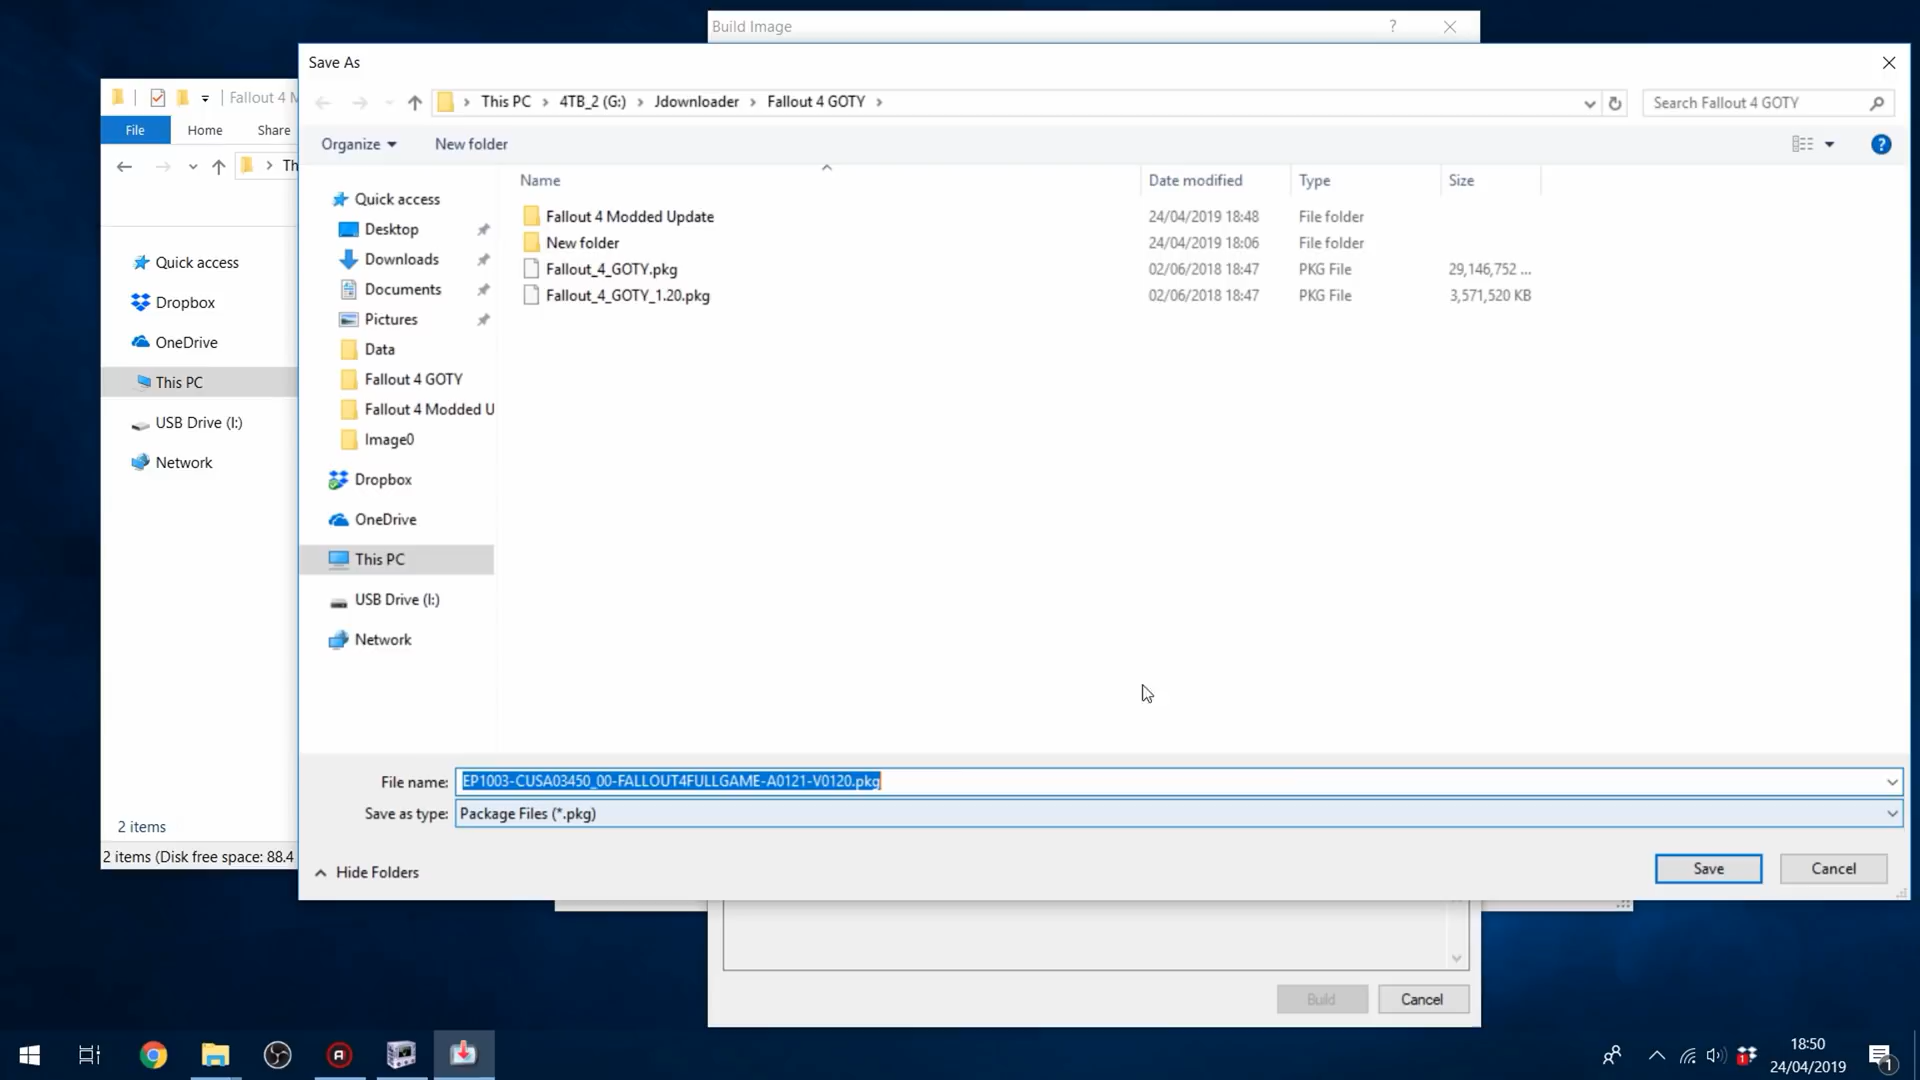 Build Image
?
Save As
Fallout 4 M
This PC
4TB_2 (G:)
Jdownloader
Fallout 4 GOTY
Search Fallout 4 GOTY
File
Home
Share
Organize
New folder
?
Th
Name
Date modified
Type
Size
Quick access
Dropbox
OneDrive
This PC
USB Drive (I:)
Network
Quick access
Desktop
Downloads
Documents
Pictures
Data
Fallout 4 GOTY
Fallout 4 Modded U
Image0
Dropbox
OneDrive
This PC
USB Drive (I:)
Network
Fallout 4 Modded Update 24/04/2019 18:48 File folder
New folder 24/04/2019 18:06 File folder
Fallout_4_GOTY.pkg 02/06/2018 18:47 PKG File 29,146,752 ...
Fallout_4_GOTY_1.20.pkg 02/06/2018 18:47 PKG File 3,571,520 KB
File name: EP1003-CUSA03450_00-FALLOUT4FULLGAME-A0121-V0120.pkg
Save as type: Package Files (*.pkg)
2 items
2 items (Disk free space: 88.4
Hide Folders
Save
Cancel
Build
Cancel
18:50
24/04/2019
1
1